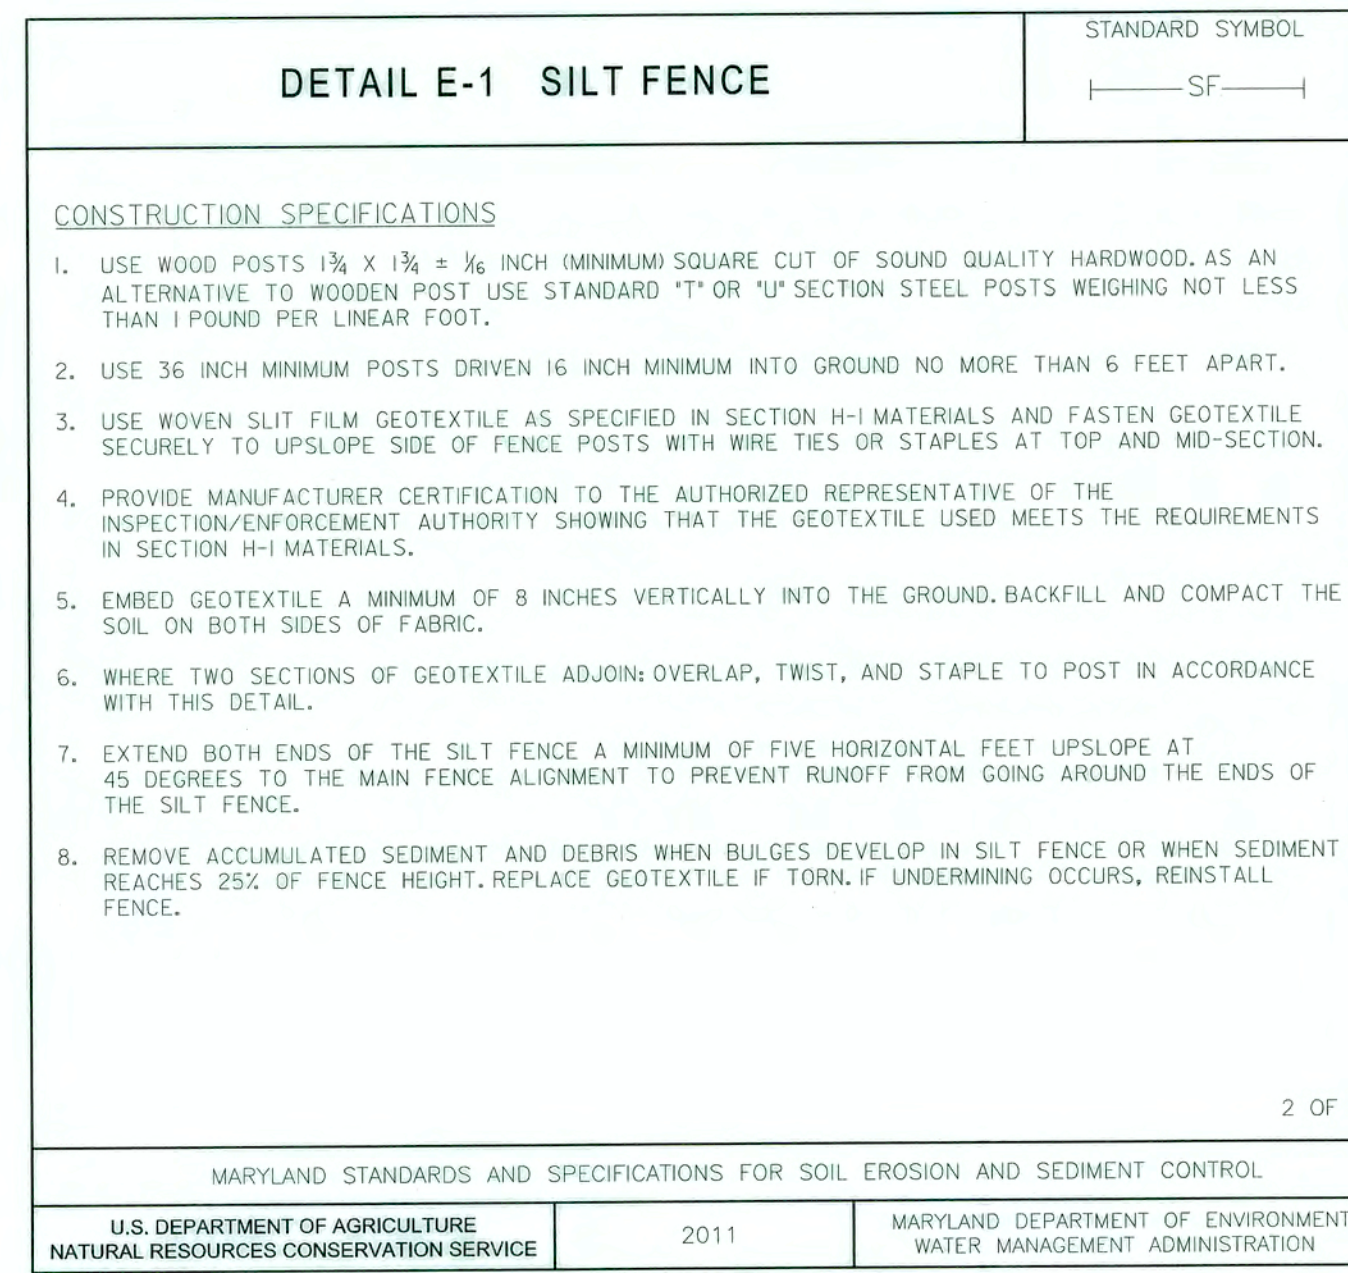 DETAIL E-1 SILT FENCE
STANDARD SYMBOL
SF
CONSTRUCTION SPECIFICATIONS
1. USE WOOD POSTS 1¾ X 1¾ ± 1/16 INCH (MINIMUM) SQUARE CUT OF SOUND QUALITY HARDWOOD. AS AN
ALTERNATIVE TO WOODEN POST USE STANDARD "T" OR "U" SECTION STEEL POSTS WEIGHING NOT LESS
THAN 1 POUND PER LINEAR FOOT.
2. USE 36 INCH MINIMUM POSTS DRIVEN 16 INCH MINIMUM INTO GROUND NO MORE THAN 6 FEET APART.
3. USE WOVEN SLIT FILM GEOTEXTILE AS SPECIFIED IN SECTION H-1 MATERIALS AND FASTEN GEOTEXTILE
SECURELY TO UPSLOPE SIDE OF FENCE POSTS WITH WIRE TIES OR STAPLES AT TOP AND MID-SECTION.
4. PROVIDE MANUFACTURER CERTIFICATION TO THE AUTHORIZED REPRESENTATIVE OF THE
INSPECTION/ENFORCEMENT AUTHORITY SHOWING THAT THE GEOTEXTILE USED MEETS THE REQUIREMENTS
IN SECTION H-1 MATERIALS.
5. EMBED GEOTEXTILE A MINIMUM OF 8 INCHES VERTICALLY INTO THE GROUND. BACKFILL AND COMPACT THE
SOIL ON BOTH SIDES OF FABRIC.
6. WHERE TWO SECTIONS OF GEOTEXTILE ADJOIN: OVERLAP, TWIST, AND STAPLE TO POST IN ACCORDANCE
WITH THIS DETAIL.
7. EXTEND BOTH ENDS OF THE SILT FENCE A MINIMUM OF FIVE HORIZONTAL FEET UPSLOPE AT
45 DEGREES TO THE MAIN FENCE ALIGNMENT TO PREVENT RUNOFF FROM GOING AROUND THE ENDS OF
THE SILT FENCE.
8. REMOVE ACCUMULATED SEDIMENT AND DEBRIS WHEN BULGES DEVELOP IN SILT FENCE OR WHEN SEDIMENT
REACHES 25% OF FENCE HEIGHT. REPLACE GEOTEXTILE IF TORN. IF UNDERMINING OCCURS, REINSTALL
FENCE.
2 OF
MARYLAND STANDARDS AND SPECIFICATIONS FOR SOIL EROSION AND SEDIMENT CONTROL
U.S. DEPARTMENT OF AGRICULTURE
NATURAL RESOURCES CONSERVATION SERVICE
2011
MARYLAND DEPARTMENT OF ENVIRONMENT
WATER MANAGEMENT ADMINISTRATION